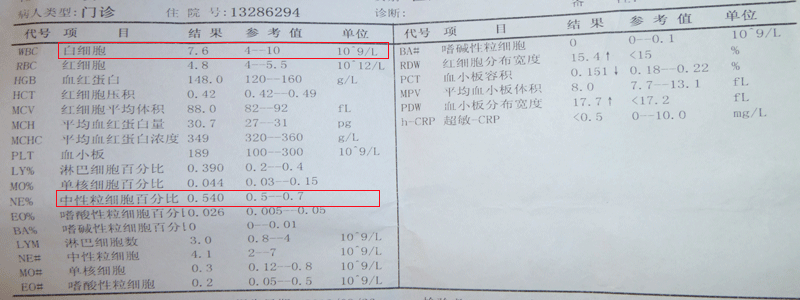 病人类型:门诊 住 院 号:13286294 诊断:
代号 项 目 结 果 参 考 值 单位
WBC 白细胞 7.6 4--10 10^9/L
RBC 红细胞 4.8 4--5.5 10^12/L
HGB 血红蛋白 148.0 120--160 g/L
HCT 红细胞压积 0.42 0.42--0.49
MCV 红细胞平均体积 88.0 82--92 fL
MCH 平均血红蛋白量 30.7 27--31 pg
MCHC 平均血红蛋白浓度 349 320--360 g/L
PLT 血小板 189 100--300 10^9/L
LY% 淋巴细胞百分比 0.390 0.2--0.4
MO% 单核细胞百分比 0.044 0.03--0.15
NE% 中性粒细胞百分比 0.540 0.5--0.7
EO% 嗜酸性粒细胞百分 0.026 0.005--0.05
BA% 嗜碱性粒细胞百分 0 0--0.01
LYM 淋巴细胞数 3.0 0.8--4 10^9/L
NE# 中性粒细胞 4.1 2--7 10^9/L
MO# 单核细胞 0.3 0.12--0.8 10^9/L
EO# 嗜酸性粒细胞 0.2 0.05--0.5 10^9/L
代号 项 目 结 果 参 考 值 单位
BA# 嗜碱性粒细胞 0 0--0.1 10^9/L
RDW 红细胞分布宽度 15.4↑ <15 %
PCT 血小板容积 0.151↓ 0.18--0.22 %
MPV 平均血小板体积 8.0 7.7--13.1 fL
PDW 血小板分布宽度 17.7↑ <17.2 fL
h-CRP 超敏-CRP <0.5 0--10.0 mg/L